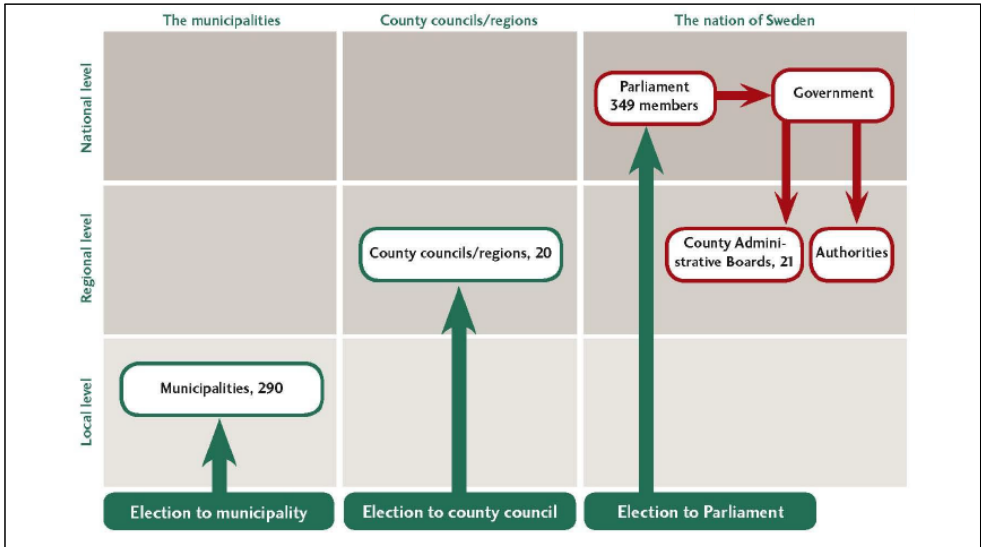 The municipalities
County councils/regions
The nation of Sweden
National level
Parliament
349 members
Government
Regional level
County councils/regions, 20
County Admini-
strative Boards, 21
Authorities
Local level
Municipalities, 290
Election to municipality
Election to county council
Election to Parliament